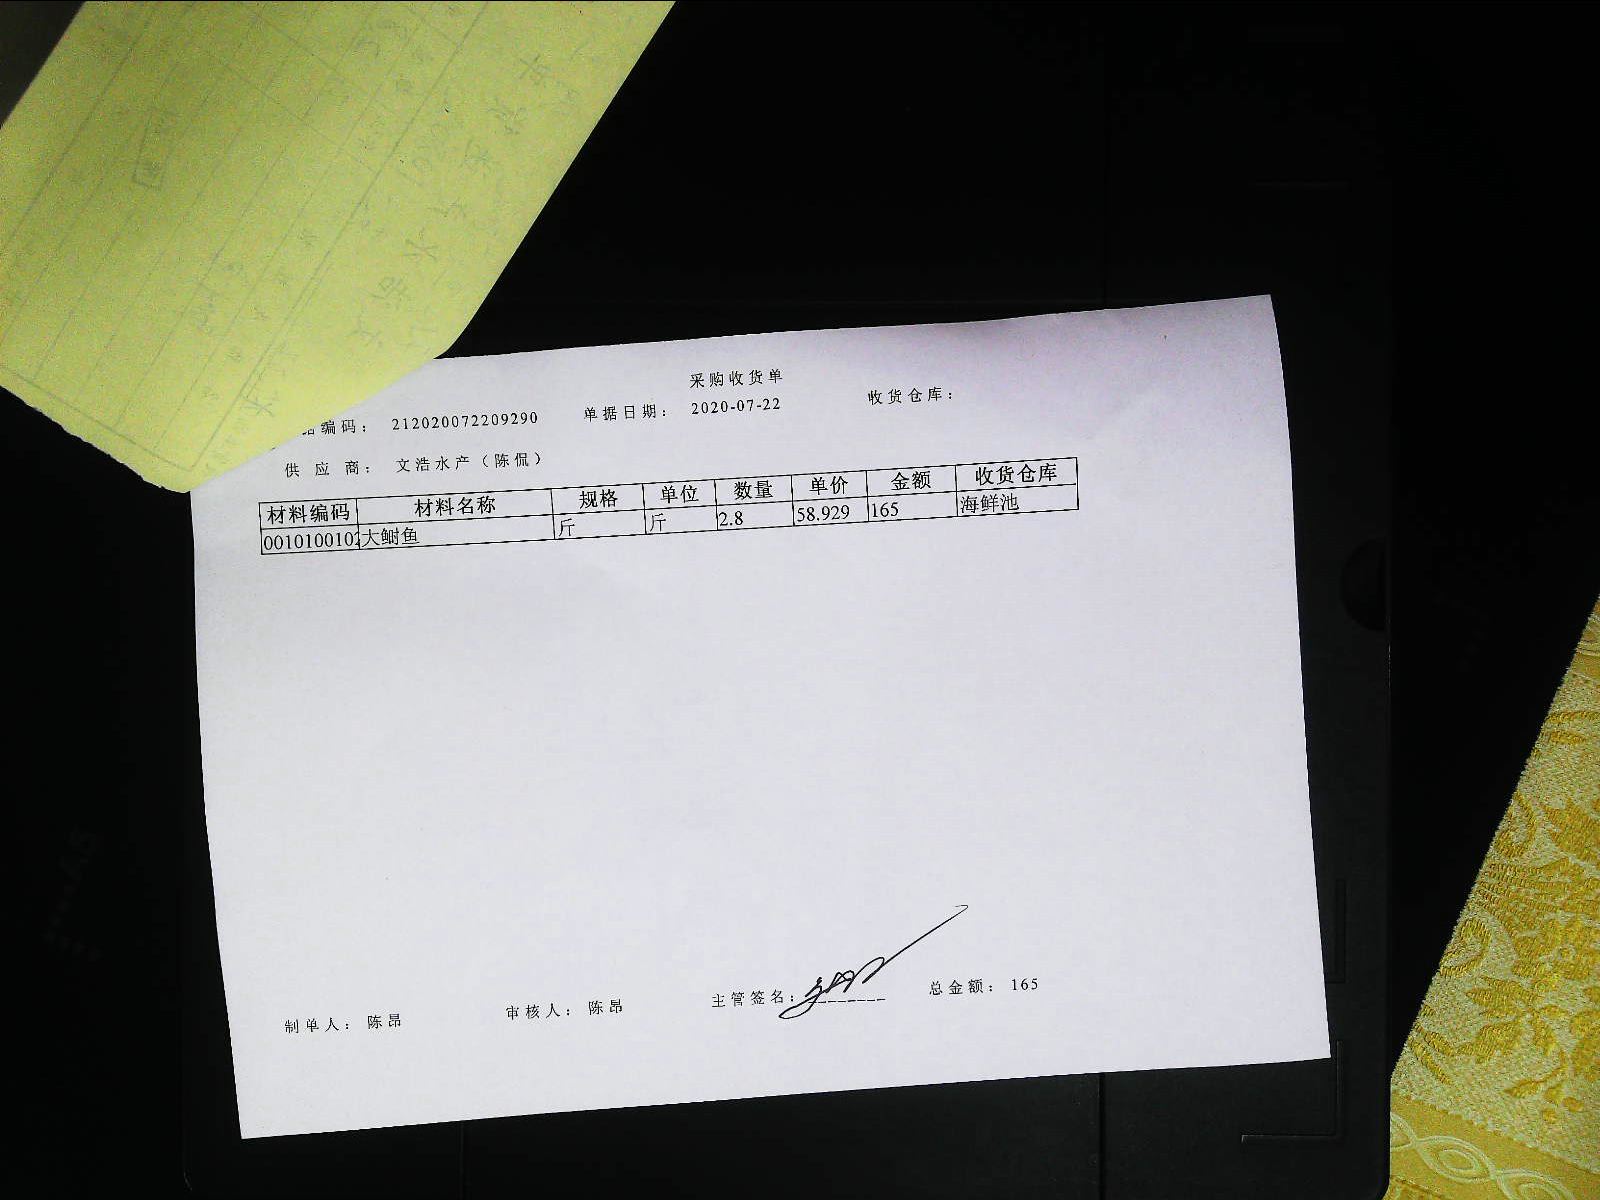 采购收货单
编码： 212020072209290 单据日期： 2020-07-22 收货仓库：
供 应 商： 文浩水产（陈侃）
材料编码 材料名称 规格 单位 数量 单价 金额 收货仓库
001010010 大鲥鱼 斤 斤 2.8 58.929 165 海鲜池
制单人： 陈昂 审核人： 陈昂 主管签名： 总金额： 165